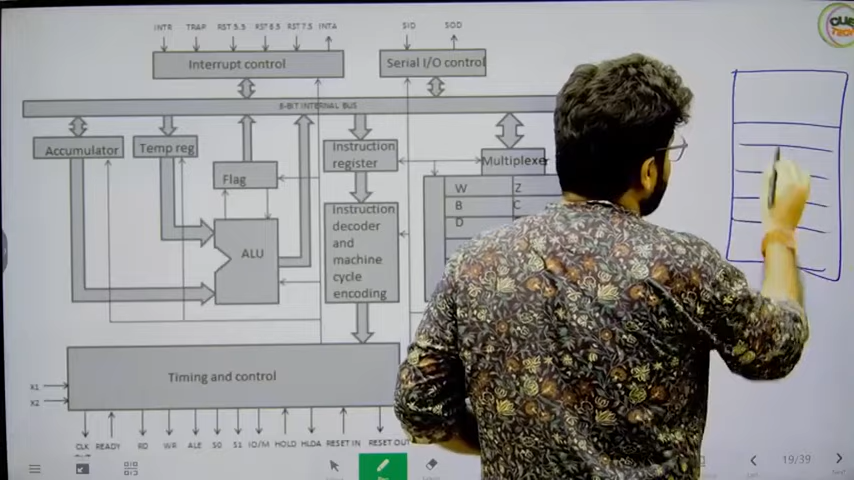 INTR TRAP RST 5.5 RST 6.5 RST 7.5 INTA
SID SOD
Interrupt control
Serial I/O control
8-BIT INTERNAL BUS
Accumulator
Temp reg
Instruction
register
Multiplexer
Flag
W Z
B C
D
Instruction
decoder
and
machine
cycle
encoding
ALU
Timing and control
X1
X2
CLK READY RD WR ALE S0 S1 IO/M HOLD HLDA RESET IN RESET OUT
19/39